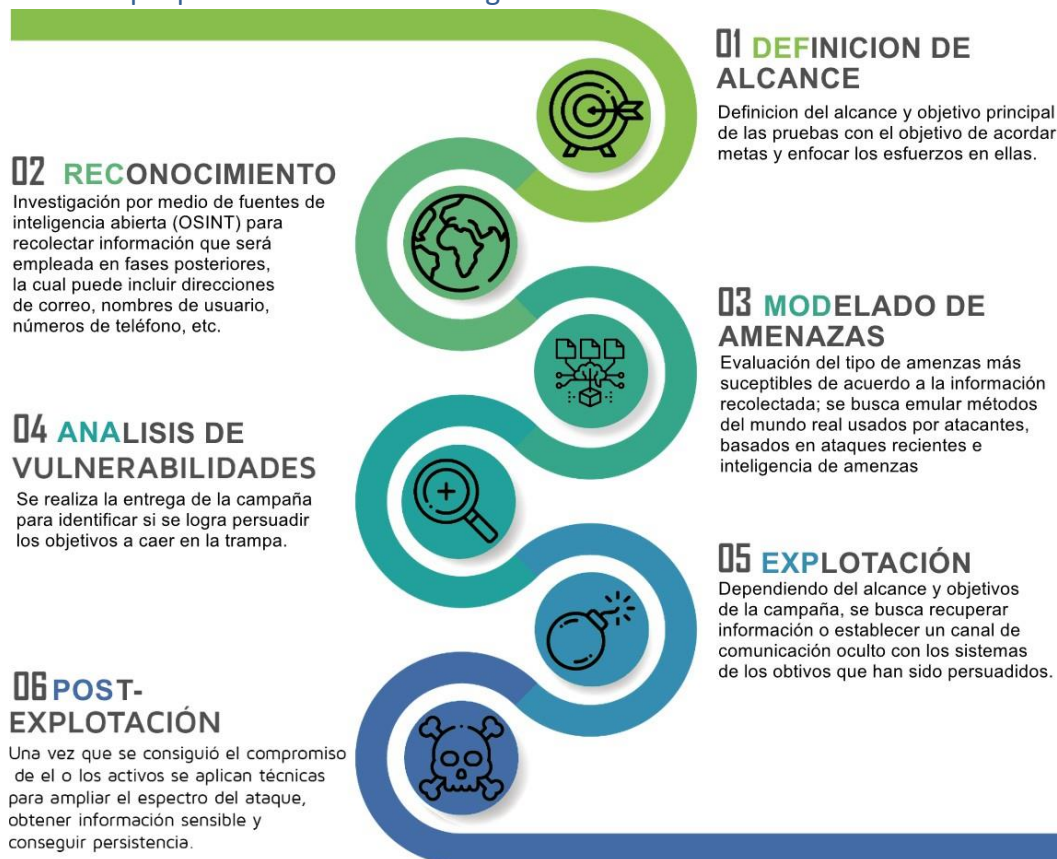 01 DEFINICION DE
ALCANCE
Definicion del alcance y objetivo principal
de las pruebas con el objetivo de acordar
metas y enfocar los esfuerzos en ellas.
02 RECONOCIMIENTO
Investigación por medio de fuentes de
inteligencia abierta (OSINT) para
recolectar información que será
empleada en fases posteriores,
la cual puede incluir direcciones
de correo, nombres de usuario,
números de teléfono, etc.
03 MODELADO DE
AMENAZAS
Evaluación del tipo de amenzas más
suceptibles de acuerdo a la información
recolectada; se busca emular métodos
del mundo real usados por atacantes,
basados en ataques recientes e
inteligencia de amenzas
04 ANALISIS DE
VULNERABILIDADES
Se realiza la entrega de la campaña
para identificar si se logra persuadir
los objetivos a caer en la trampa.
05 EXPLOTACIÓN
Dependiendo del alcance y objetivos
de la campaña, se busca recuperar
información o establecer un canal de
comunicación oculto con los sistemas
de los obtivos que han sido persuadidos.
06 POST-
EXPLOTACIÓN
Una vez que se consiguió el compromiso
de el o los activos se aplican técnicas
para ampliar el espectro del ataque,
obtener información sensible y
conseguir persistencia.